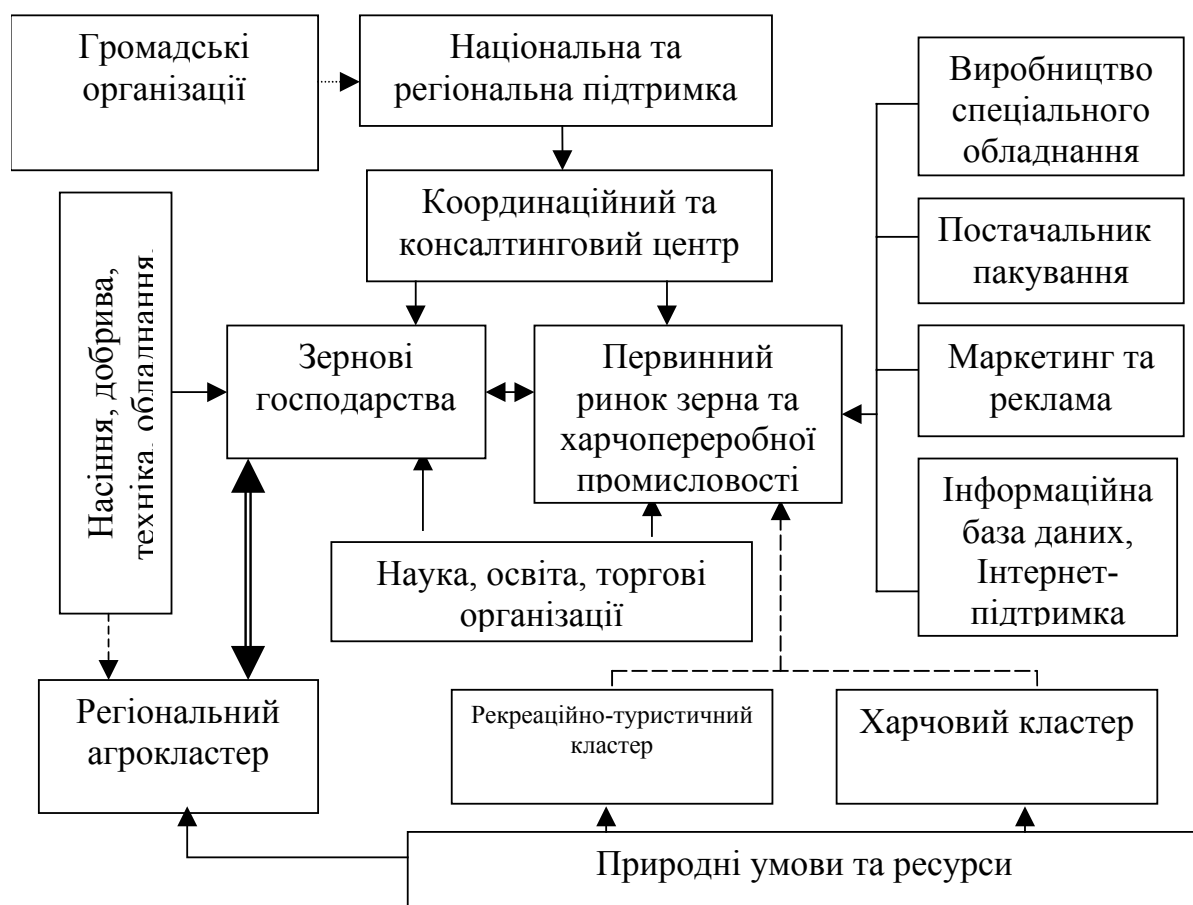 Громадські
організації
Національна та
регіональна підтримка
Виробництво
спеціального
обладнання
Координаційний та
консалтинговий центр
Постачальник
пакування
Насіння, добрива,
техніка, обладнання,
Зернові
господарства
Первинний
ринок зерна та
харчопереробної
промисловості
Маркетинг та
реклама
Інформаційна
база даних,
Інтернет-
підтримка
Наука, освіта, торгові
організації
Регіональний
агрокластер
Рекреаційно-туристичний
кластер
Харчовий кластер
Природні умови та ресурси